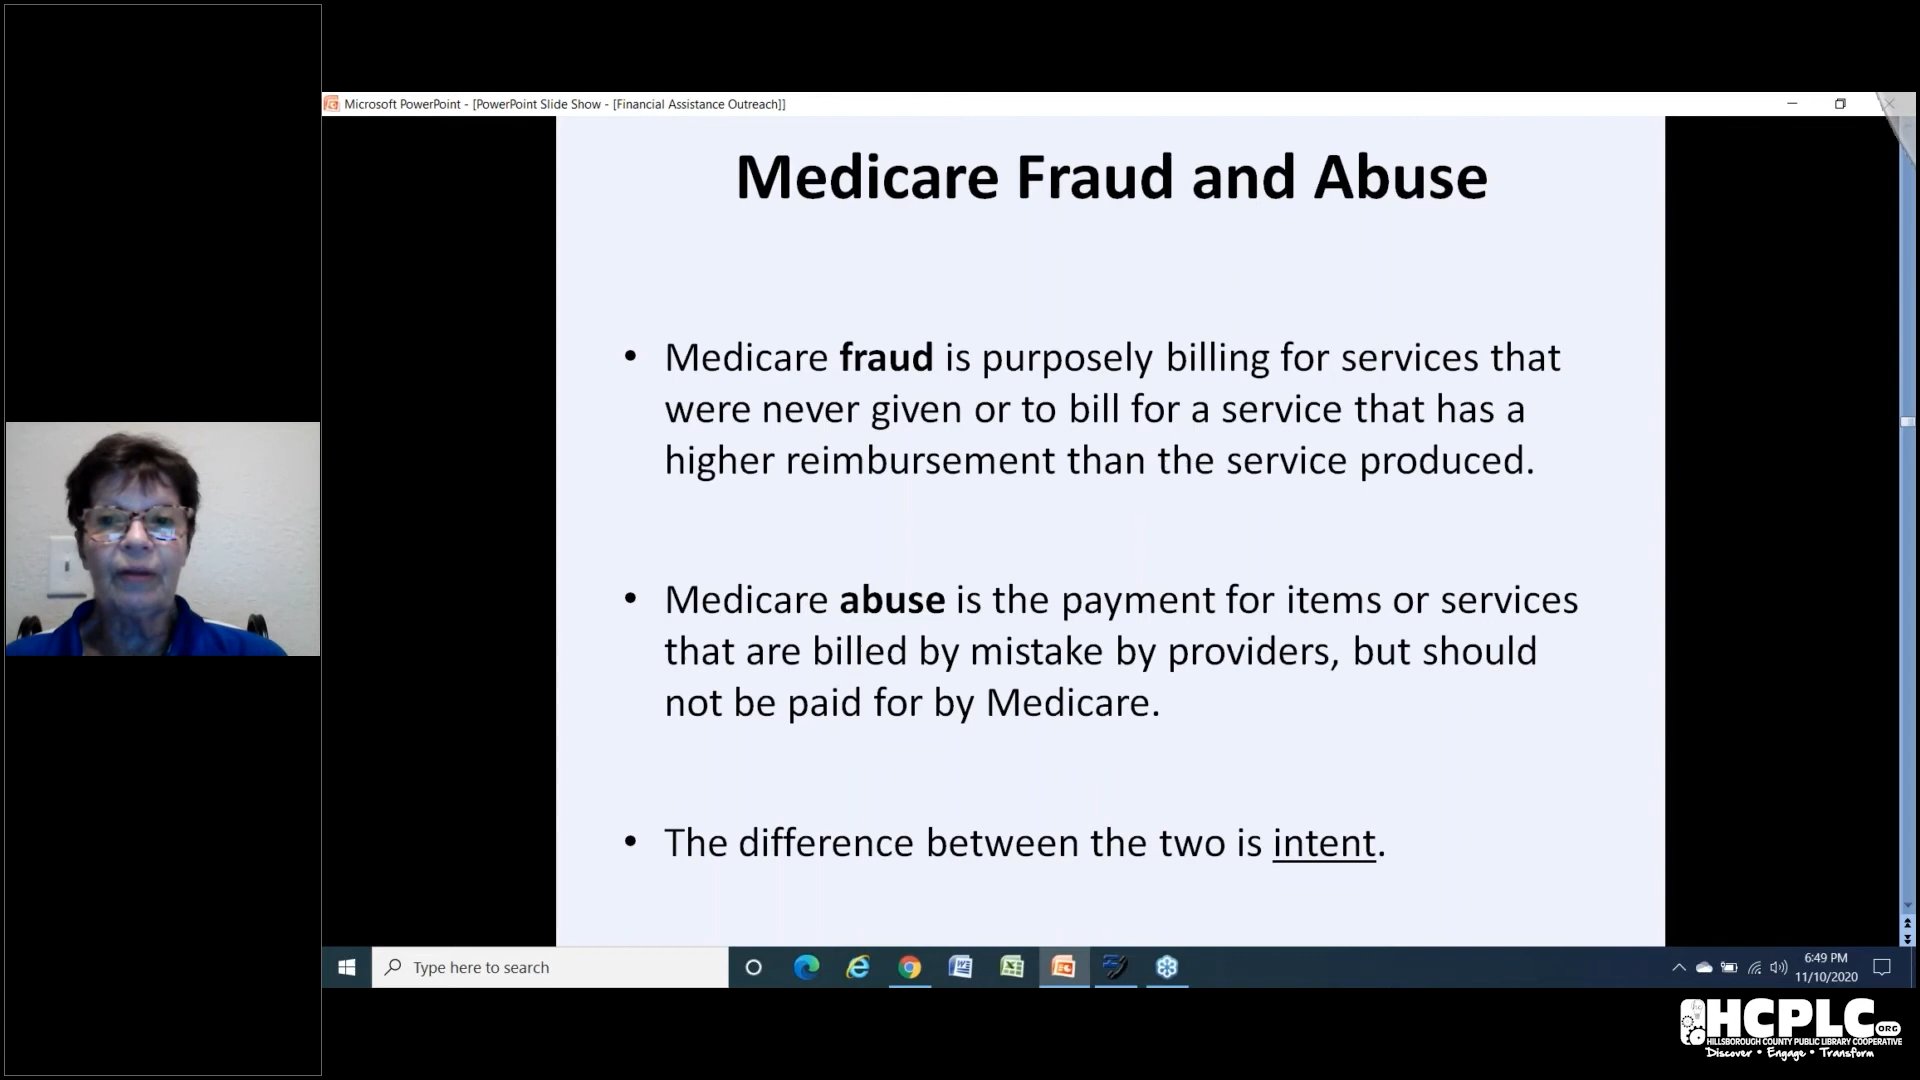 Microsoft PowerPoint - [PowerPoint Slide Show - [Financial Assistance Outreach]]
Medicare Fraud and Abuse
• Medicare fraud is purposely billing for services that
were never given or to bill for a service that has a
higher reimbursement than the service produced.
• Medicare abuse is the payment for items or services
that are billed by mistake by providers, but should
not be paid for by Medicare.
• The difference between the two is intent.
Type here to search
6:49 PM
11/10/2020
HCPLC.ORG
HILLSBOROUGH COUNTY PUBLIC LIBRARY COOPERATIVE
Discover • Engage • Transform